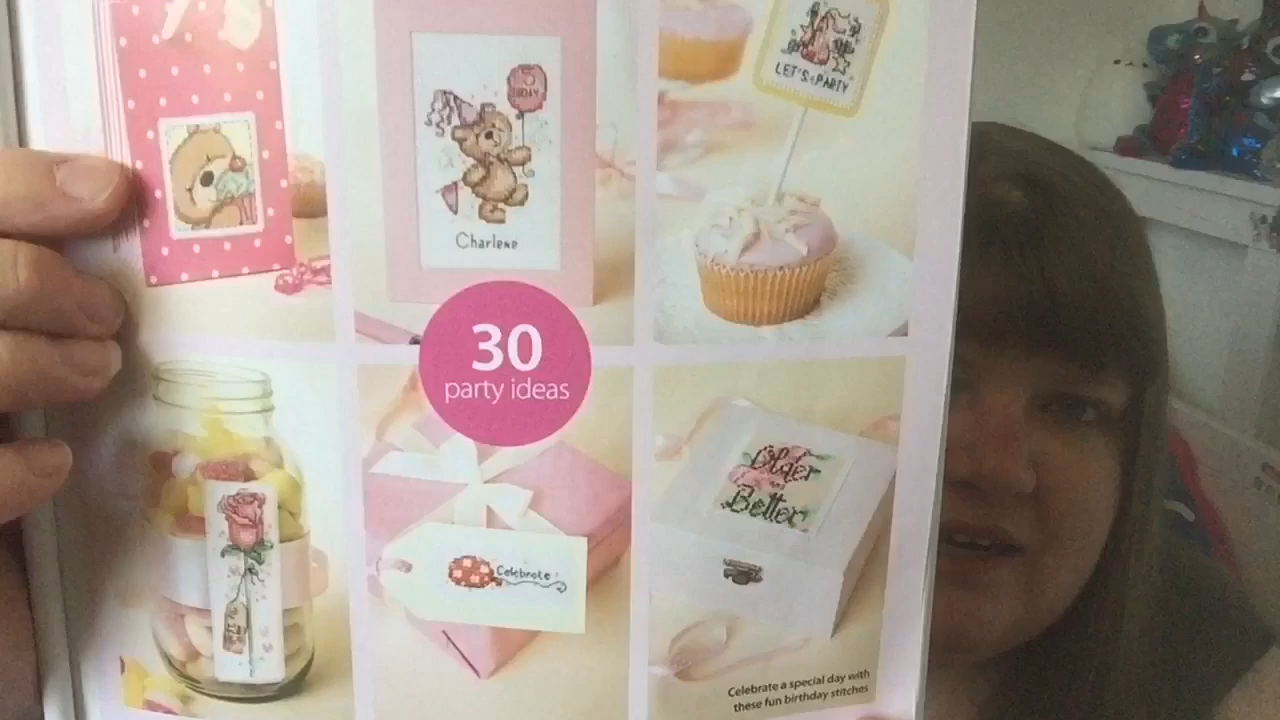 LET'S PARTY
Charlene
30
party ideas
Older
Better
Celebrate
Celebrate a special day with
these fun birthday stitches